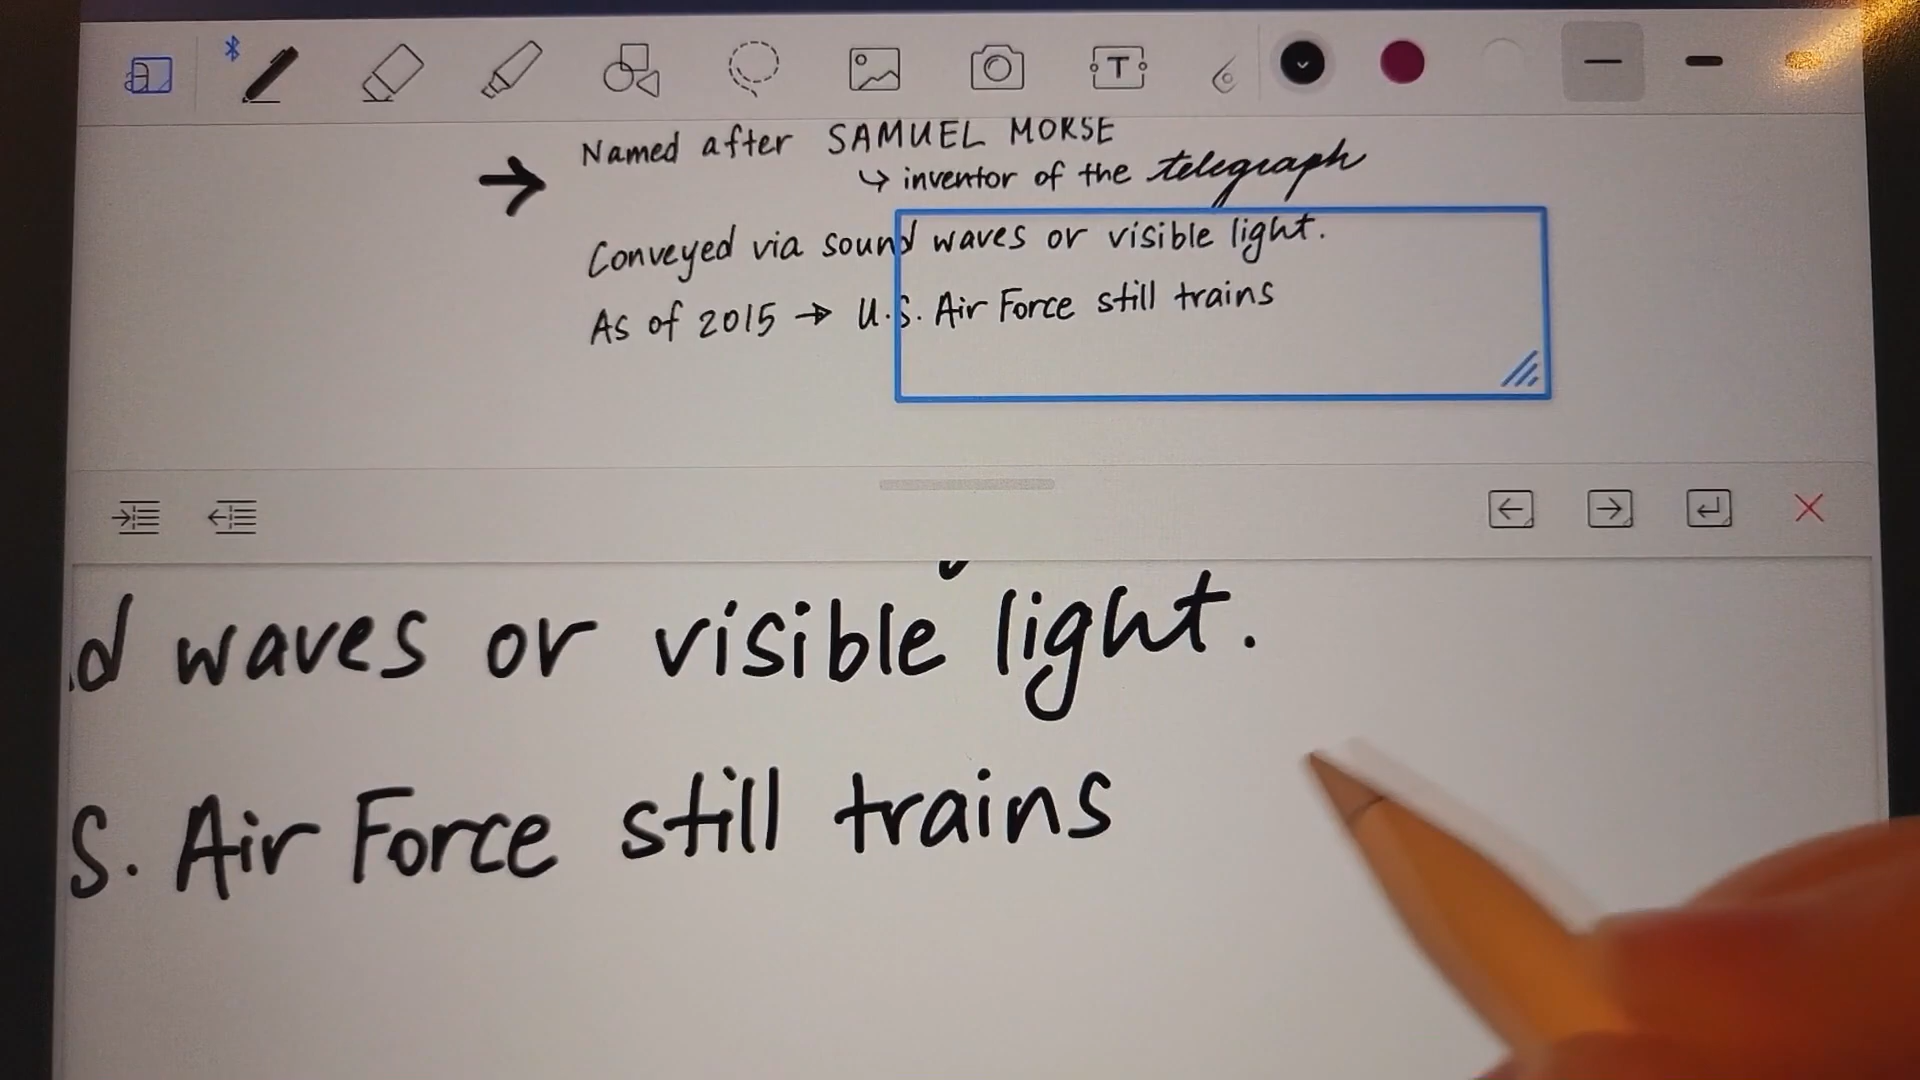 T
Named after SAMUEL MORSE
↳ inventor of the telegraph
→
Conveyed via sound waves or visible light.
As of 2015 → U.S. Air Force still trains
d waves or visible light.
S. Air Force still trains